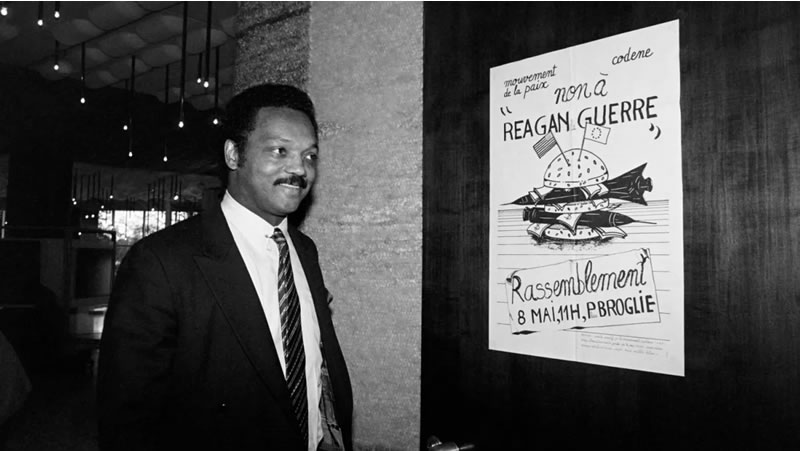 mouvement
de la paix
codene
" non à
REAGAN GUERRE "
Rassemblement
8 MAI, 11H, P BROGLIE